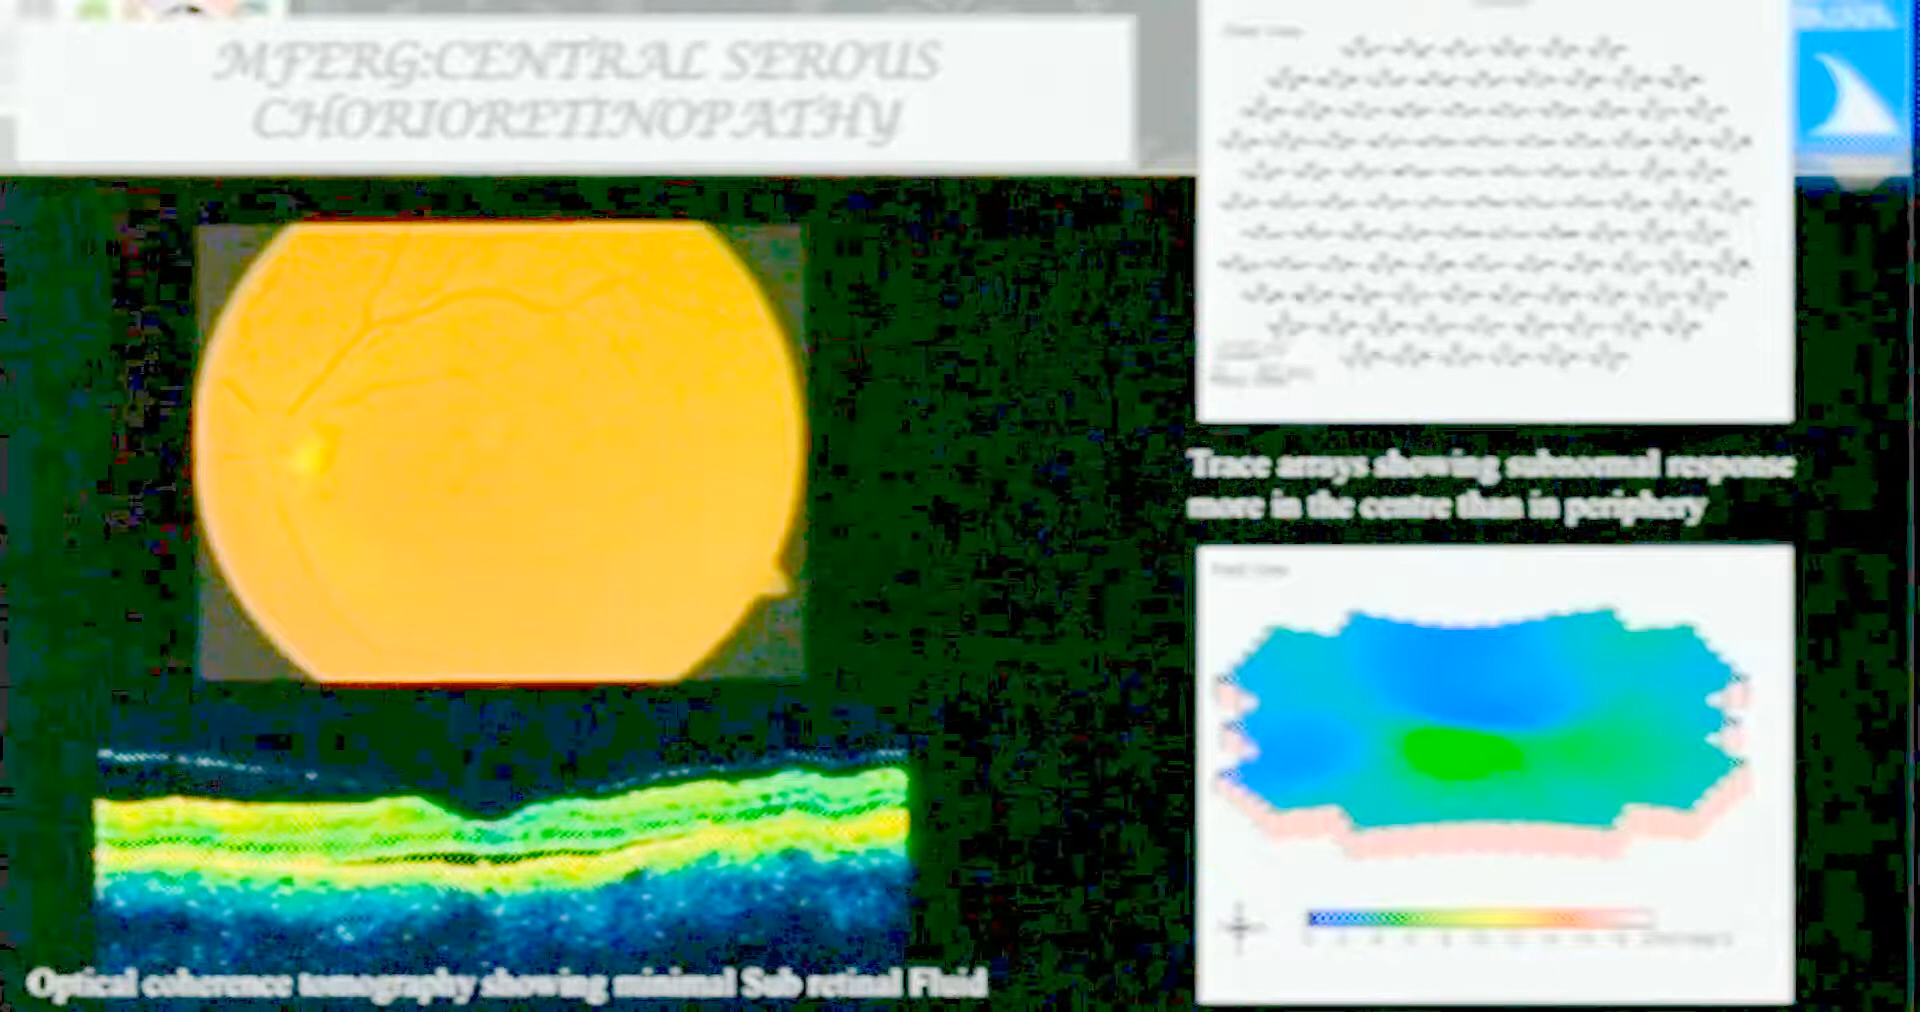 MFERG:CENTRAL SEROUS
CHORIORETINOPATHY
Trace arrays showing subnormal response
more in the centre than in periphery
Optical coherence tomography showing minimal Sub retinal Fluid